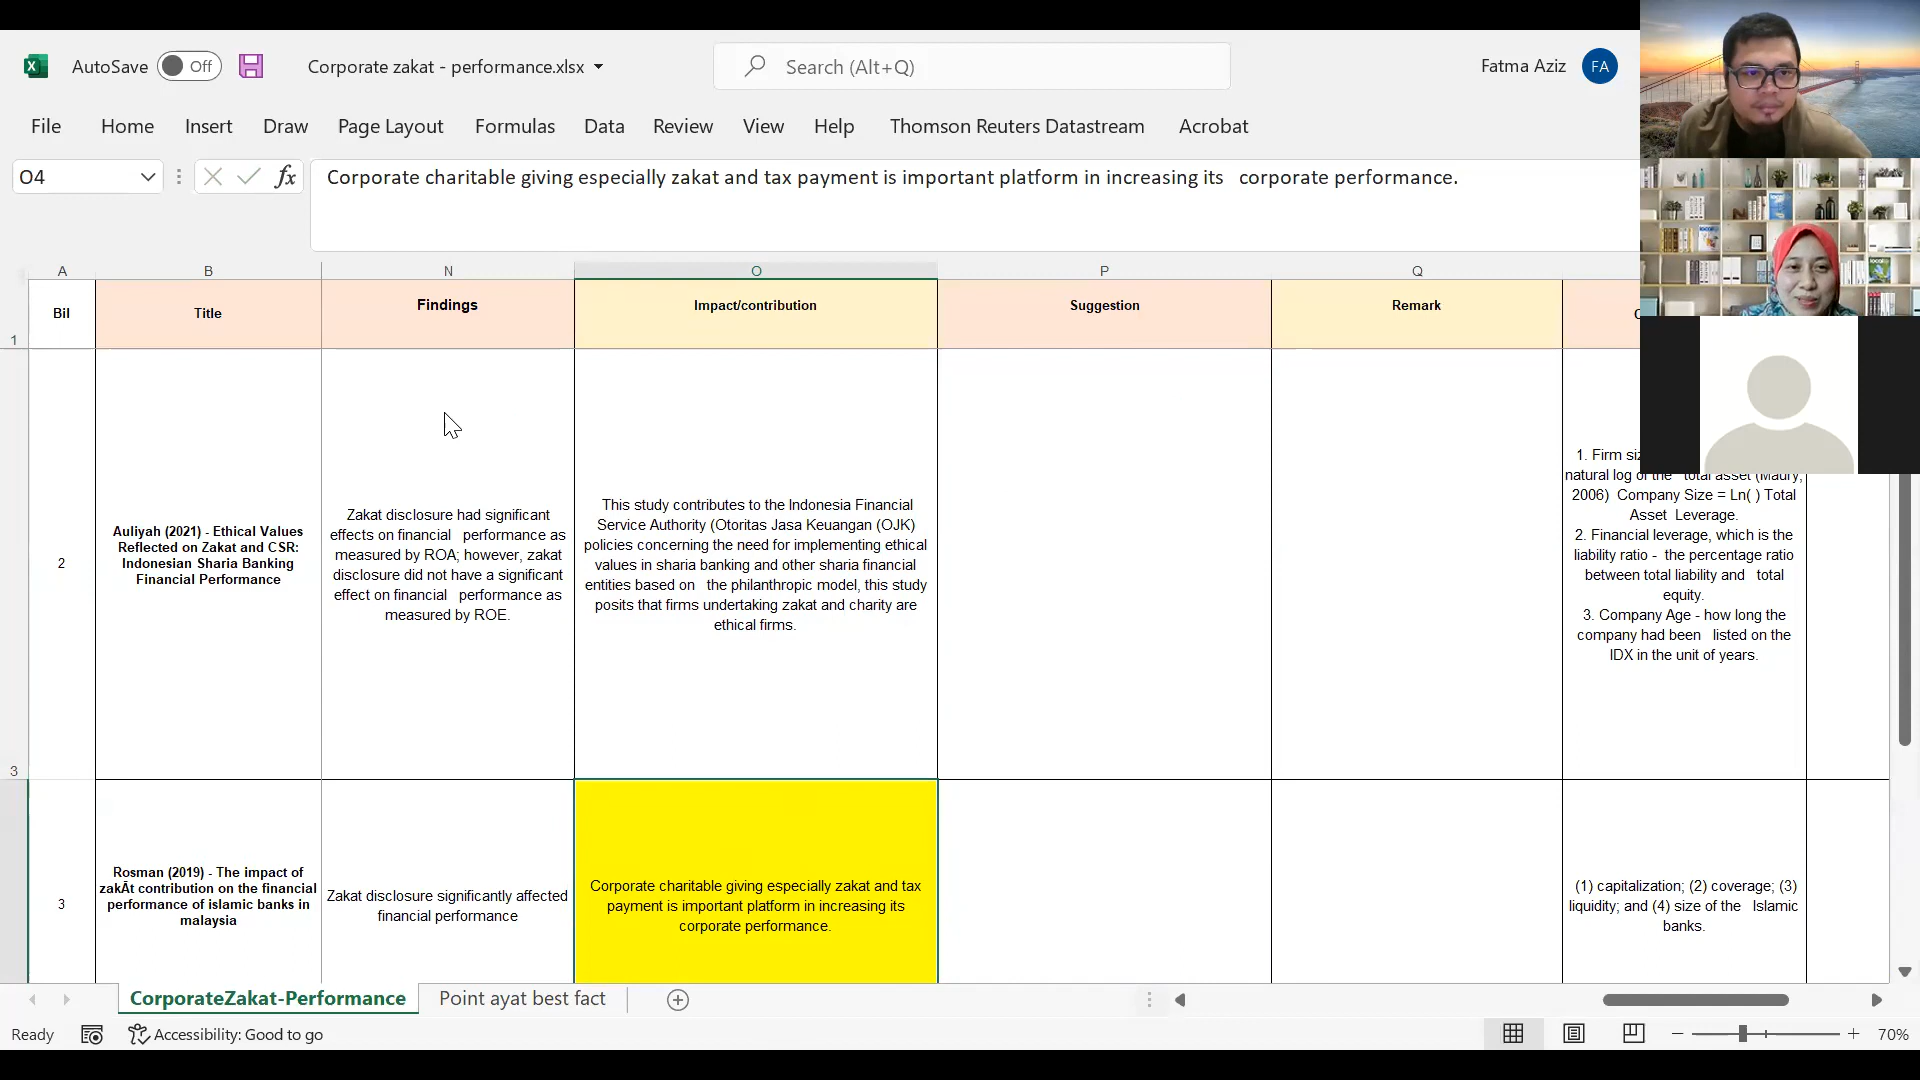 AutoSave Off
Corporate zakat - performance.xlsx
Search (Alt+Q)
Fatma Aziz FA
File Home Insert Draw Page Layout Formulas Data Review View Help Thomson Reuters Datastream Acrobat
O4
fx
Corporate charitable giving especially zakat and tax payment is important platform in increasing its   corporate performance.
A B N O P Q
1
Bil
Title
Findings
Impact/contribution
Suggestion
Remark
2
Auliyah (2021) - Ethical Values
Reflected on Zakat and CSR:
Indonesian Sharia Banking
Financial Performance
Zakat disclosure had significant
effects on financial   performance as
measured by ROA; however, zakat
disclosure did not have a significant
effect on financial   performance as
measured by ROE.
This study contributes to the Indonesia Financial
Service Authority (Otoritas Jasa Keuangan (OJK)
policies concerning the need for implementing ethical
values in sharia banking and other sharia financial
entities based on   the philanthropic model, this study
posits that firms undertaking zakat and charity are
ethical firms.
1. Firm
natural log of the   total asset (Maury,
2006)  Company Size = Ln( ) Total
Asset  Leverage.
2. Financial leverage, which is the
liability ratio -  the percentage ratio
between total liability and   total
equity.
3. Company Age - how long the
company had been   listed on the
IDX in the unit of years.
3
3
Rosman (2019) - The impact of
zakÄt contribution on the financial
performance of islamic banks in
malaysia
Zakat disclosure significantly affected
financial performance
Corporate charitable giving especially zakat and tax
payment is important platform in increasing its
corporate performance.
(1) capitalization; (2) coverage; (3)
liquidity; and (4) size of the   Islamic
banks.
CorporateZakat-Performance
Point ayat best fact
Ready
Accessibility: Good to go
70%